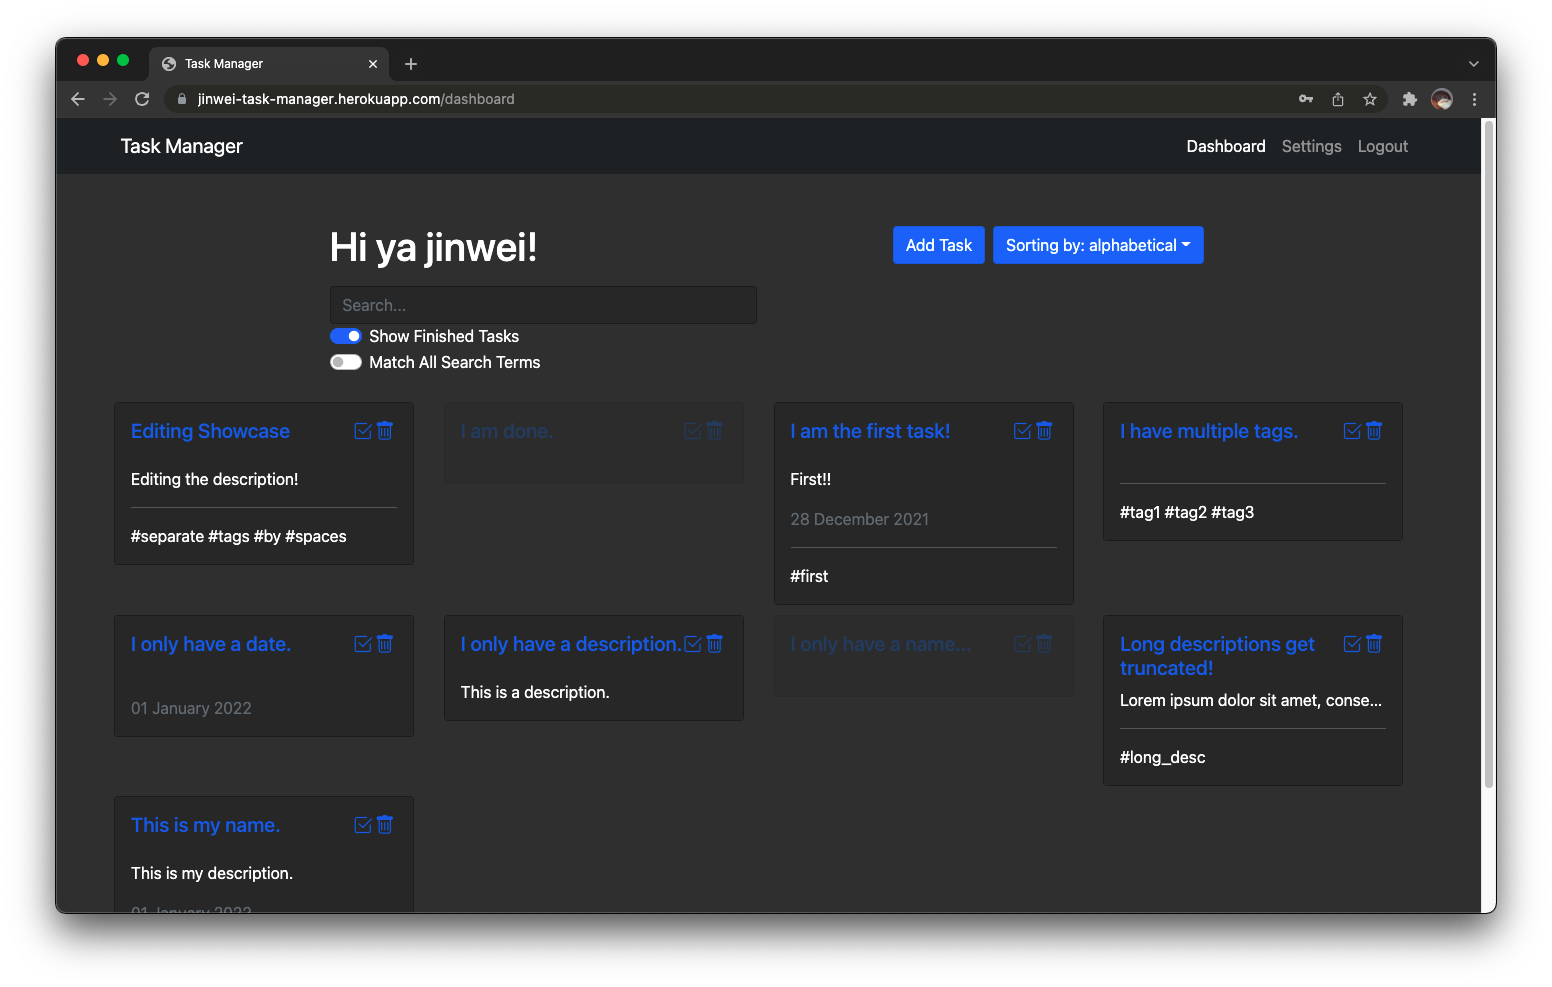 Task Manager
jinwei-task-manager.herokuapp.com/dashboard
Task Manager
Dashboard Settings Logout
Hi ya jinwei!
Add Task
Sorting by: alphabetical
Search...
Show Finished Tasks
Match All Search Terms
Editing Showcase
Editing the description!
#separate #tags #by #spaces
I am done.
I am the first task!
First!!
28 December 2021
#first
I have multiple tags.
#tag1 #tag2 #tag3
I only have a date.
01 January 2022
I only have a description.
This is a description.
I only have a name...
Long descriptions get
truncated!
Lorem ipsum dolor sit amet, conse...
#long_desc
This is my name.
This is my description.
01 January 2022